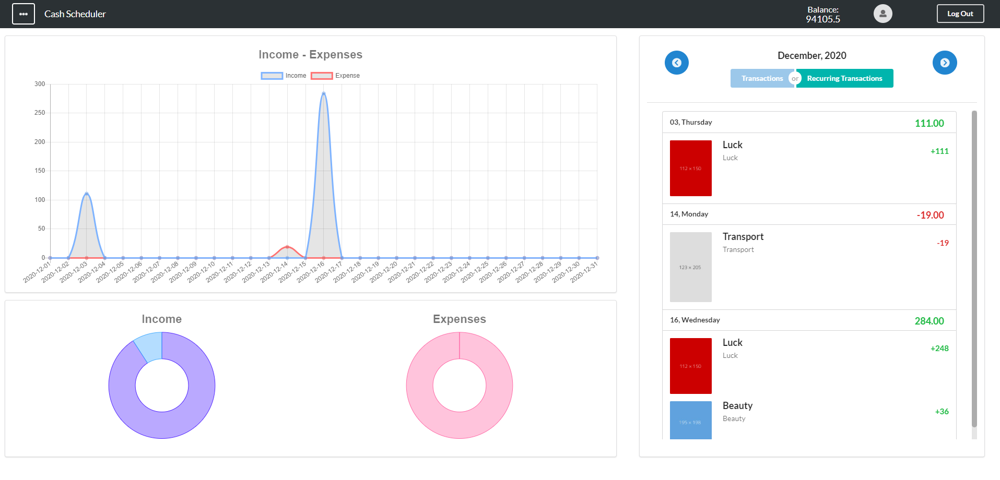 Cash Scheduler
Balance:
94105.5
Log Out
Income - Expenses
Income
Expense
300
250
200
150
100
50
0
2020-12-01
2020-12-02
2020-12-03
2020-12-04
2020-12-05
2020-12-06
2020-12-07
2020-12-08
2020-12-09
2020-12-10
2020-12-11
2020-12-12
2020-12-13
2020-12-14
2020-12-15
2020-12-16
2020-12-17
2020-12-18
2020-12-19
2020-12-20
2020-12-21
2020-12-22
2020-12-23
2020-12-24
2020-12-25
2020-12-26
2020-12-27
2020-12-28
2020-12-29
2020-12-30
2020-12-31
Income
Expenses
December, 2020
Transactions or Recurring Transactions
03, Thursday 111.00
112 × 150
Luck
Luck
+111
14, Monday -19.00
123 × 205
Transport
Transport
-19
16, Wednesday 284.00
112 × 150
Luck
Luck
+248
195 × 198
Beauty
Beauty
+36